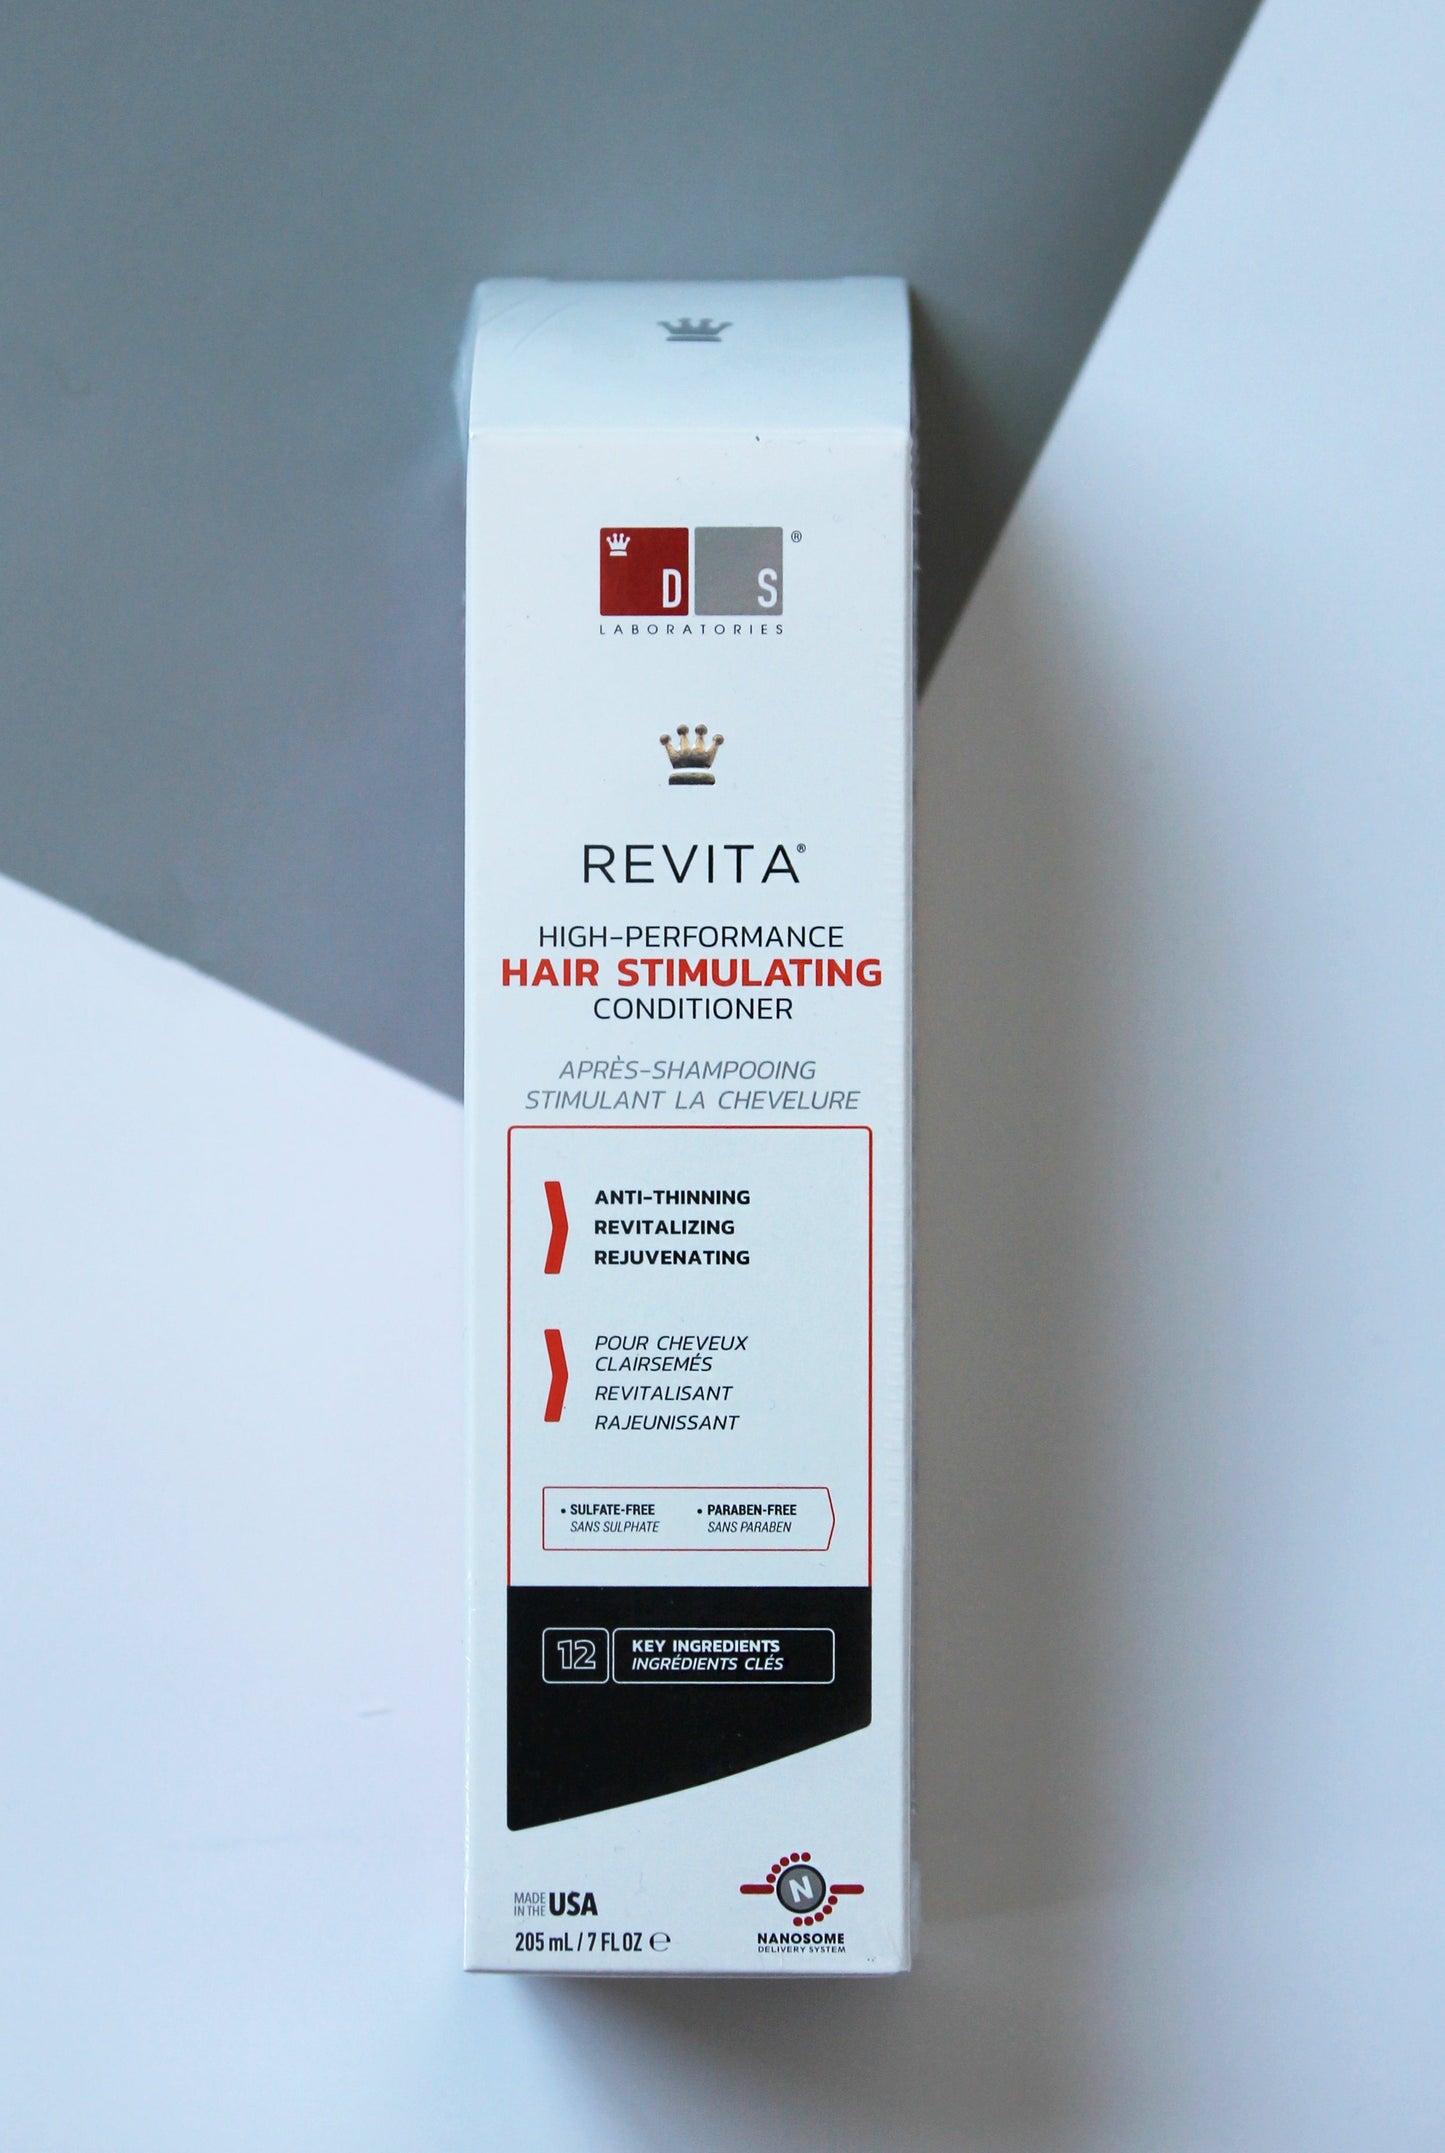 D S ®
LABORATORIES
REVITA®
HIGH-PERFORMANCE
HAIR STIMULATING
CONDITIONER
APRÈS-SHAMPOOING
STIMULANT LA CHEVELURE
ANTI-THINNING
REVITALIZING
REJUVENATING
POUR CHEVEUX
CLAIRSEMÉS
REVITALISANT
RAJEUNISSANT
• SULFATE-FREE • PARABEN-FREE
SANS SULPHATE SANS PARABEN
12 KEY INGREDIENTS
INGRÉDIENTS CLÉS
MADE
IN THE USA
205 mL / 7 FL OZ ℮
N
NANOSOME
DELIVERY SYSTEM